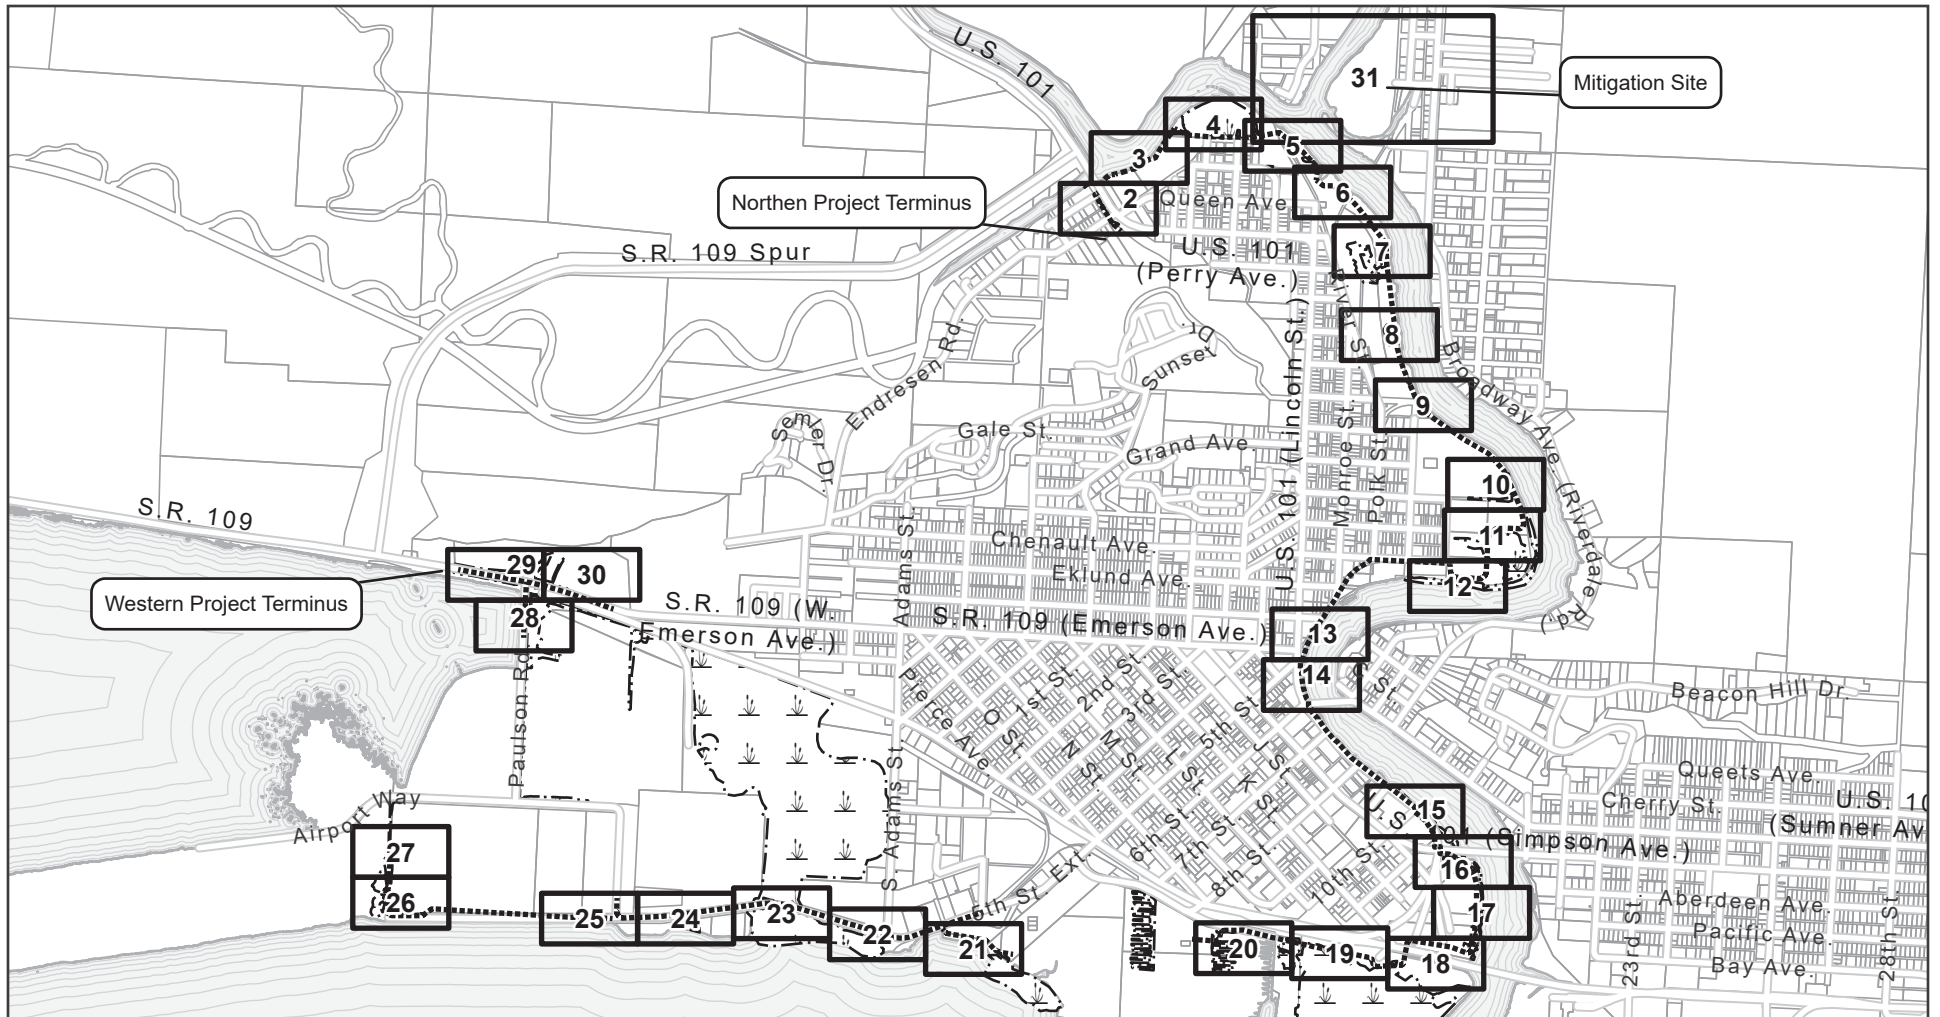 U.S. 101
31
Mitigation Site
4
5
3
2
6
Northen Project Terminus
Queen Ave.
7
S.R. 109 Spur
U.S. 101
(Perry Ave.)
River St.
8
Sunset
Dr.
Endresen Rd.
Broadway Ave. (Riverdale
Rd.)
9
Semler Dr.
Gale St.
Grand Ave.
U.S. 101 (Lincoln St.)
Monroe St.
Polk St.
10
S.R. 109
Adams St.
11
Chenault Ave.
Eklund Ave.
29
30
12
Western Project Terminus
28
S.R. 109 (W.
Emerson Ave.)
S.R. 109 (Emerson Ave.)
13
14
Paulson Rd.
Pierce Ave.
O St.
1st St.
2nd St.
3rd St.
N St.
M St.
L St.
5th St.
J St.
K St.
Beacon Hill Dr.
Queets Ave.
Airport Way
S. Adams St.
15
Cherry St.
U.S. 10
(Sumner Av
U.S. 101 (Simpson Ave.)
6th St.
7th St.
8th St.
10th St.
27
26
16
5th St. Ext.
25
24
23
22
21
20
19
18
17
Aberdeen Ave.
Pacific Ave.
Bay Ave.
23rd St.
28th St.